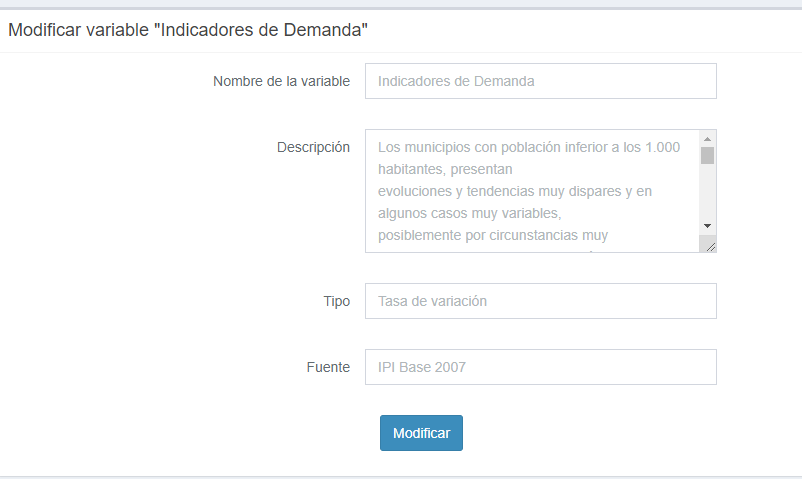 Modificar variable "Indicadores de Demanda"
Nombre de la variable
Indicadores de Demanda
Descripción
Los municipios con población inferior a los 1.000
habitantes, presentan
evoluciones y tendencias muy dispares y en
algunos casos muy variables,
posiblemente por circunstancias muy
Tipo
Tasa de variación
Fuente
IPI Base 2007
Modificar